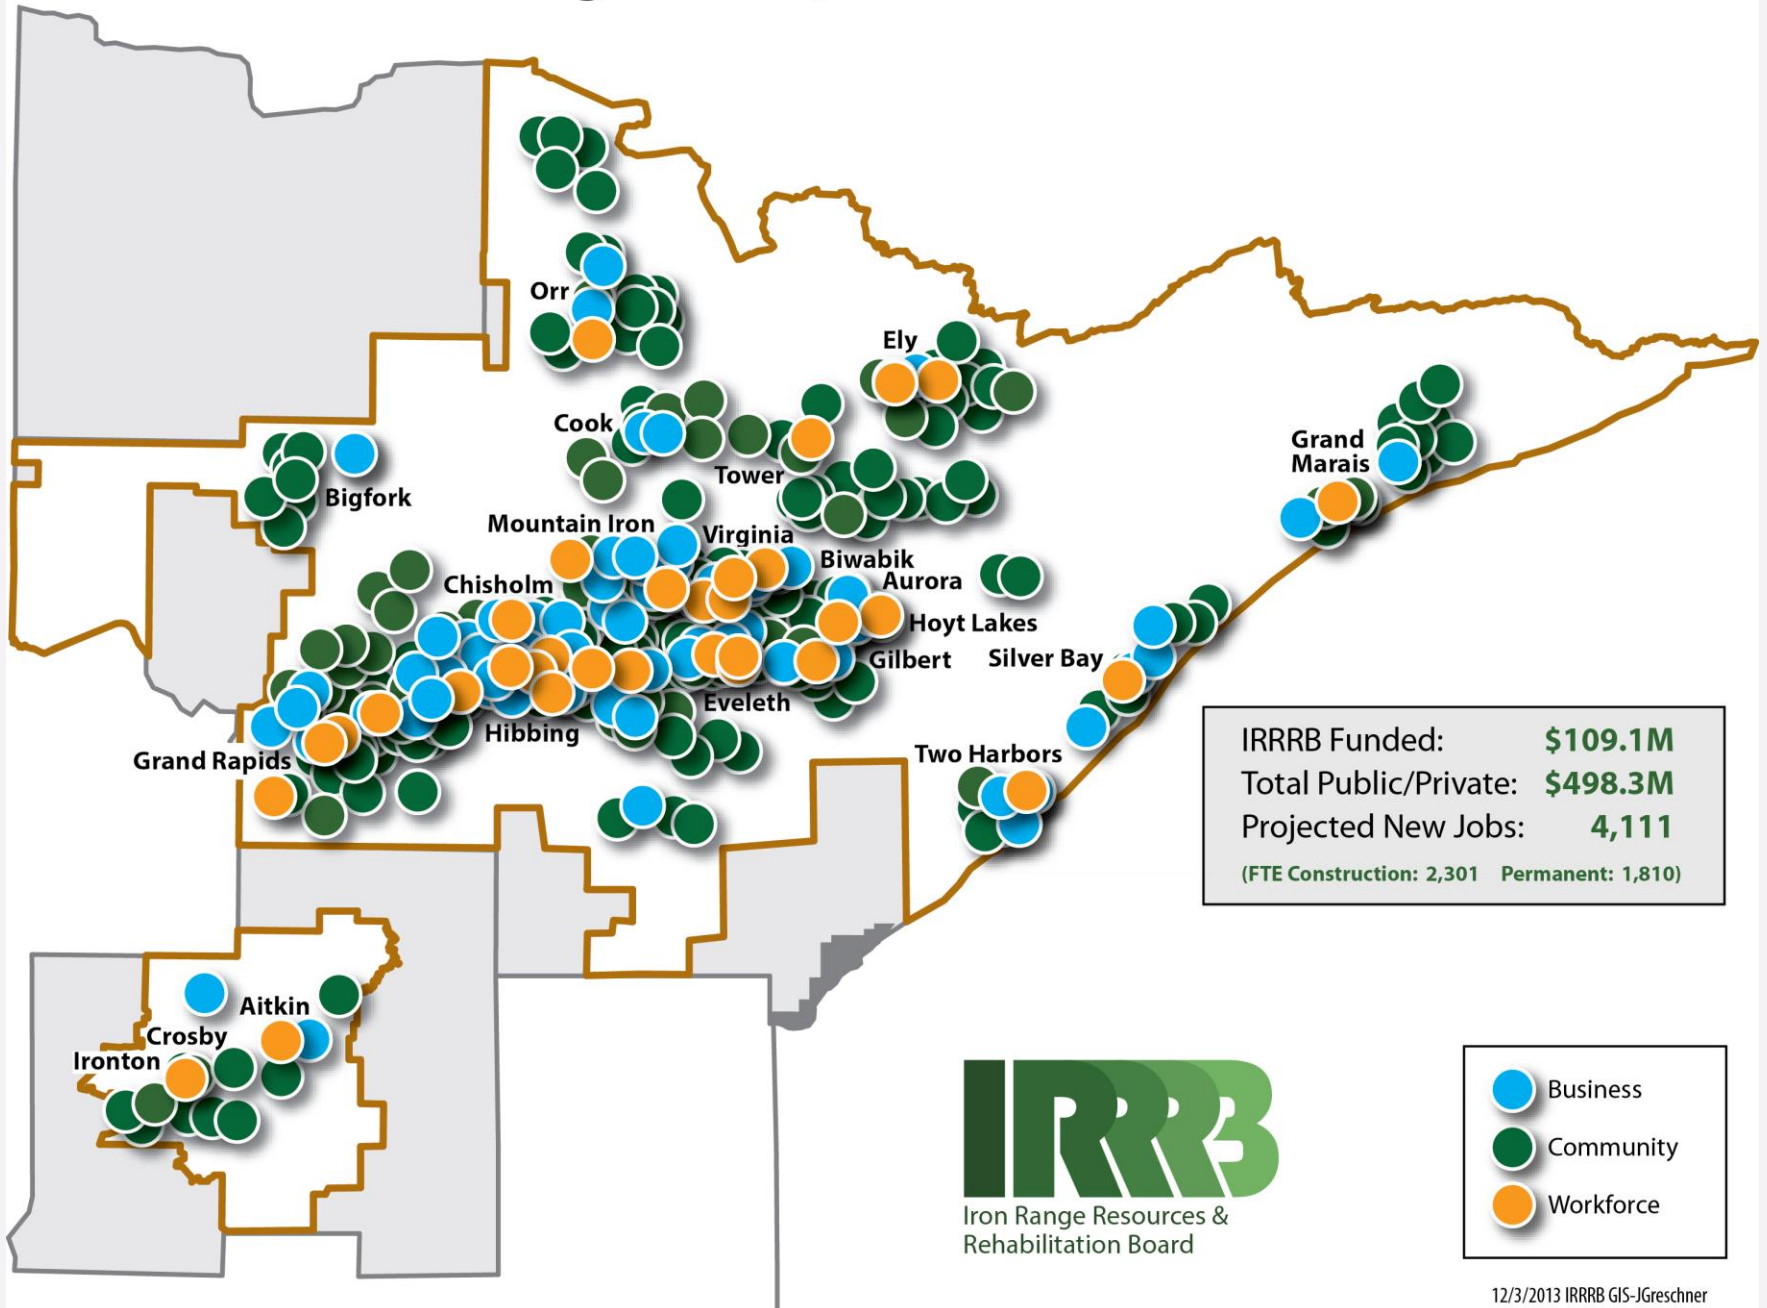 Orr
Ely
Cook
Grand
Marais
Tower
Bigfork
Mountain Iron
Virginia
Biwabik
Chisholm
Aurora
Hoyt Lakes
Gilbert
Silver Bay
Eveleth
Hibbing
Grand Rapids
Two Harbors
IRRRB Funded: $109.1M
Total Public/Private: $498.3M
Projected New Jobs: 4,111
(FTE Construction: 2,301 Permanent: 1,810)
Aitkin
Crosby
Ironton
IRRRB
Iron Range Resources &
Rehabilitation Board
Business
Community
Workforce
12/3/2013 IRRRB GIS-JGreschner